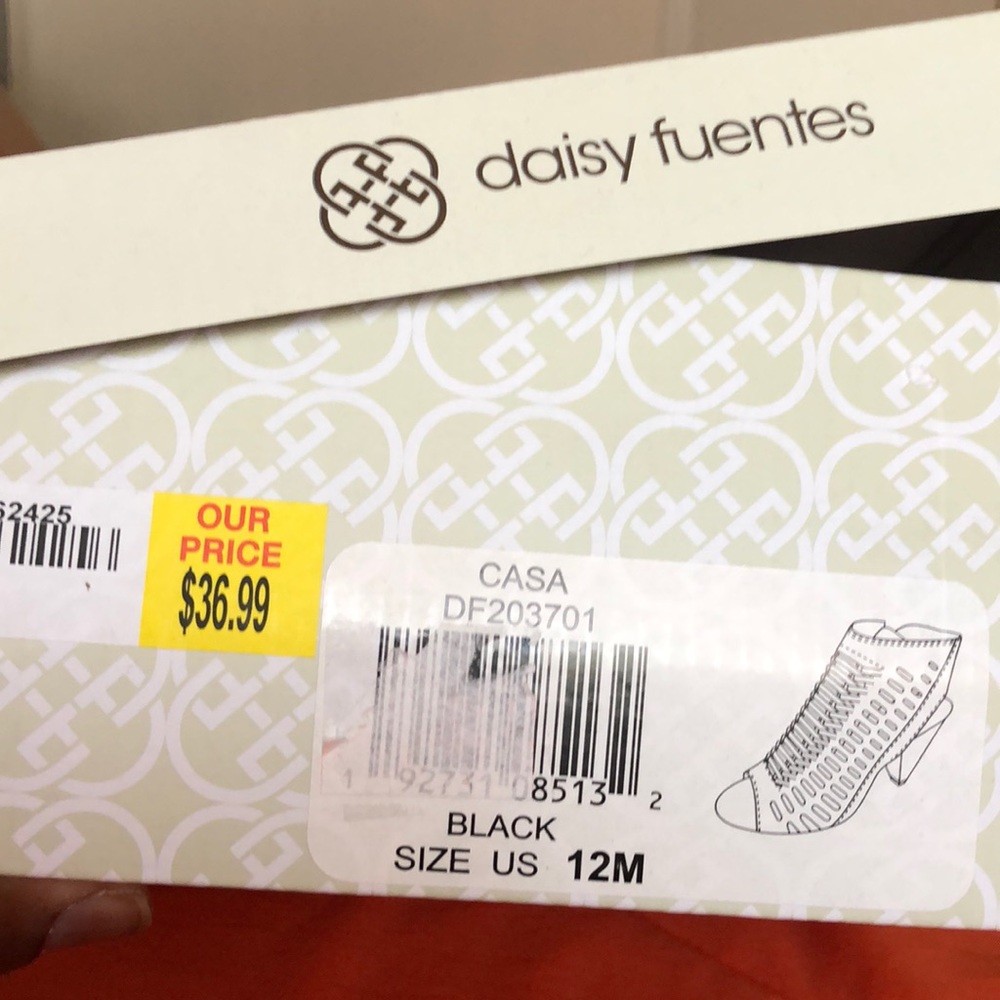 daisy fuentes
62425
OUR
PRICE
$36.99
CASA
DF203701
1 92731 08513 2
BLACK
SIZE US 12M